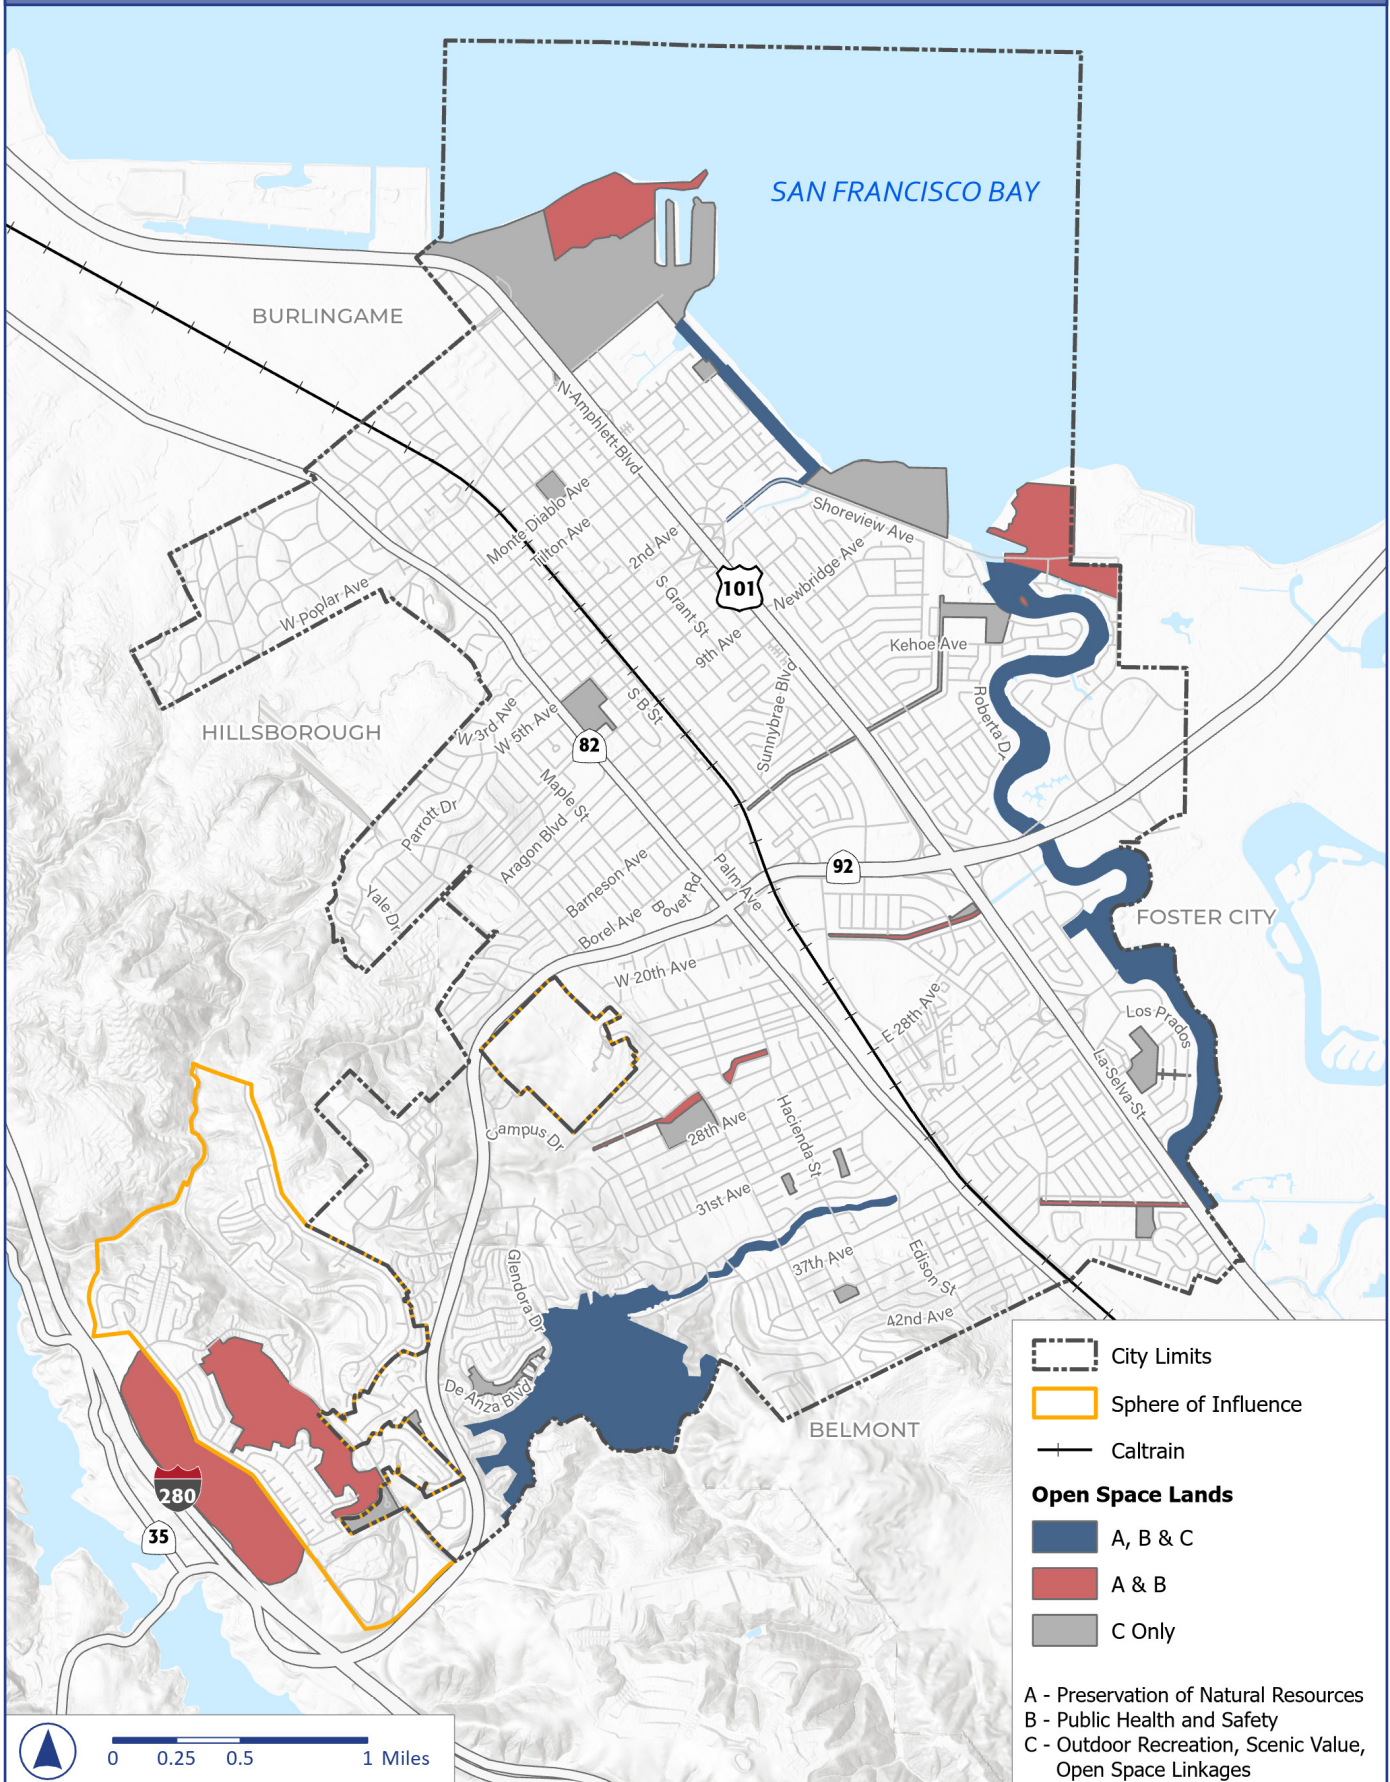 SAN FRANCISCO BAY
BURLINGAME
N Amphlett Blvd
Monte Diablo Ave
Tilton Ave
2nd Ave
Shoreview Ave
Newbridge Ave
101
S Grant St
W Poplar Ave
9th Ave
Kehoe Ave
Sunnybrae Blvd
Roberta Dr
HILLSBOROUGH
W 3rd Ave
W 5th Ave
S B St
82
Maple St
Parrott Dr
Aragon Blvd
Barneson Ave
Palm Ave
92
Yale Dr
Bovet Rd
Borel Ave
FOSTER CITY
W 20th Ave
E 28th Ave
Los Prados
La Selva St
Campus Dr
28th Ave
Hacienda St
31st Ave
Glendora Dr
37th Ave
Edison St
42nd Ave
De Anza Blvd
BELMONT
280
35
City Limits
Sphere of Influence
Caltrain
Open Space Lands
A, B & C
A & B
C Only
A - Preservation of Natural Resources
B - Public Health and Safety
C - Outdoor Recreation, Scenic Value,
Open Space Linkages
0 0.25 0.5 1 Miles